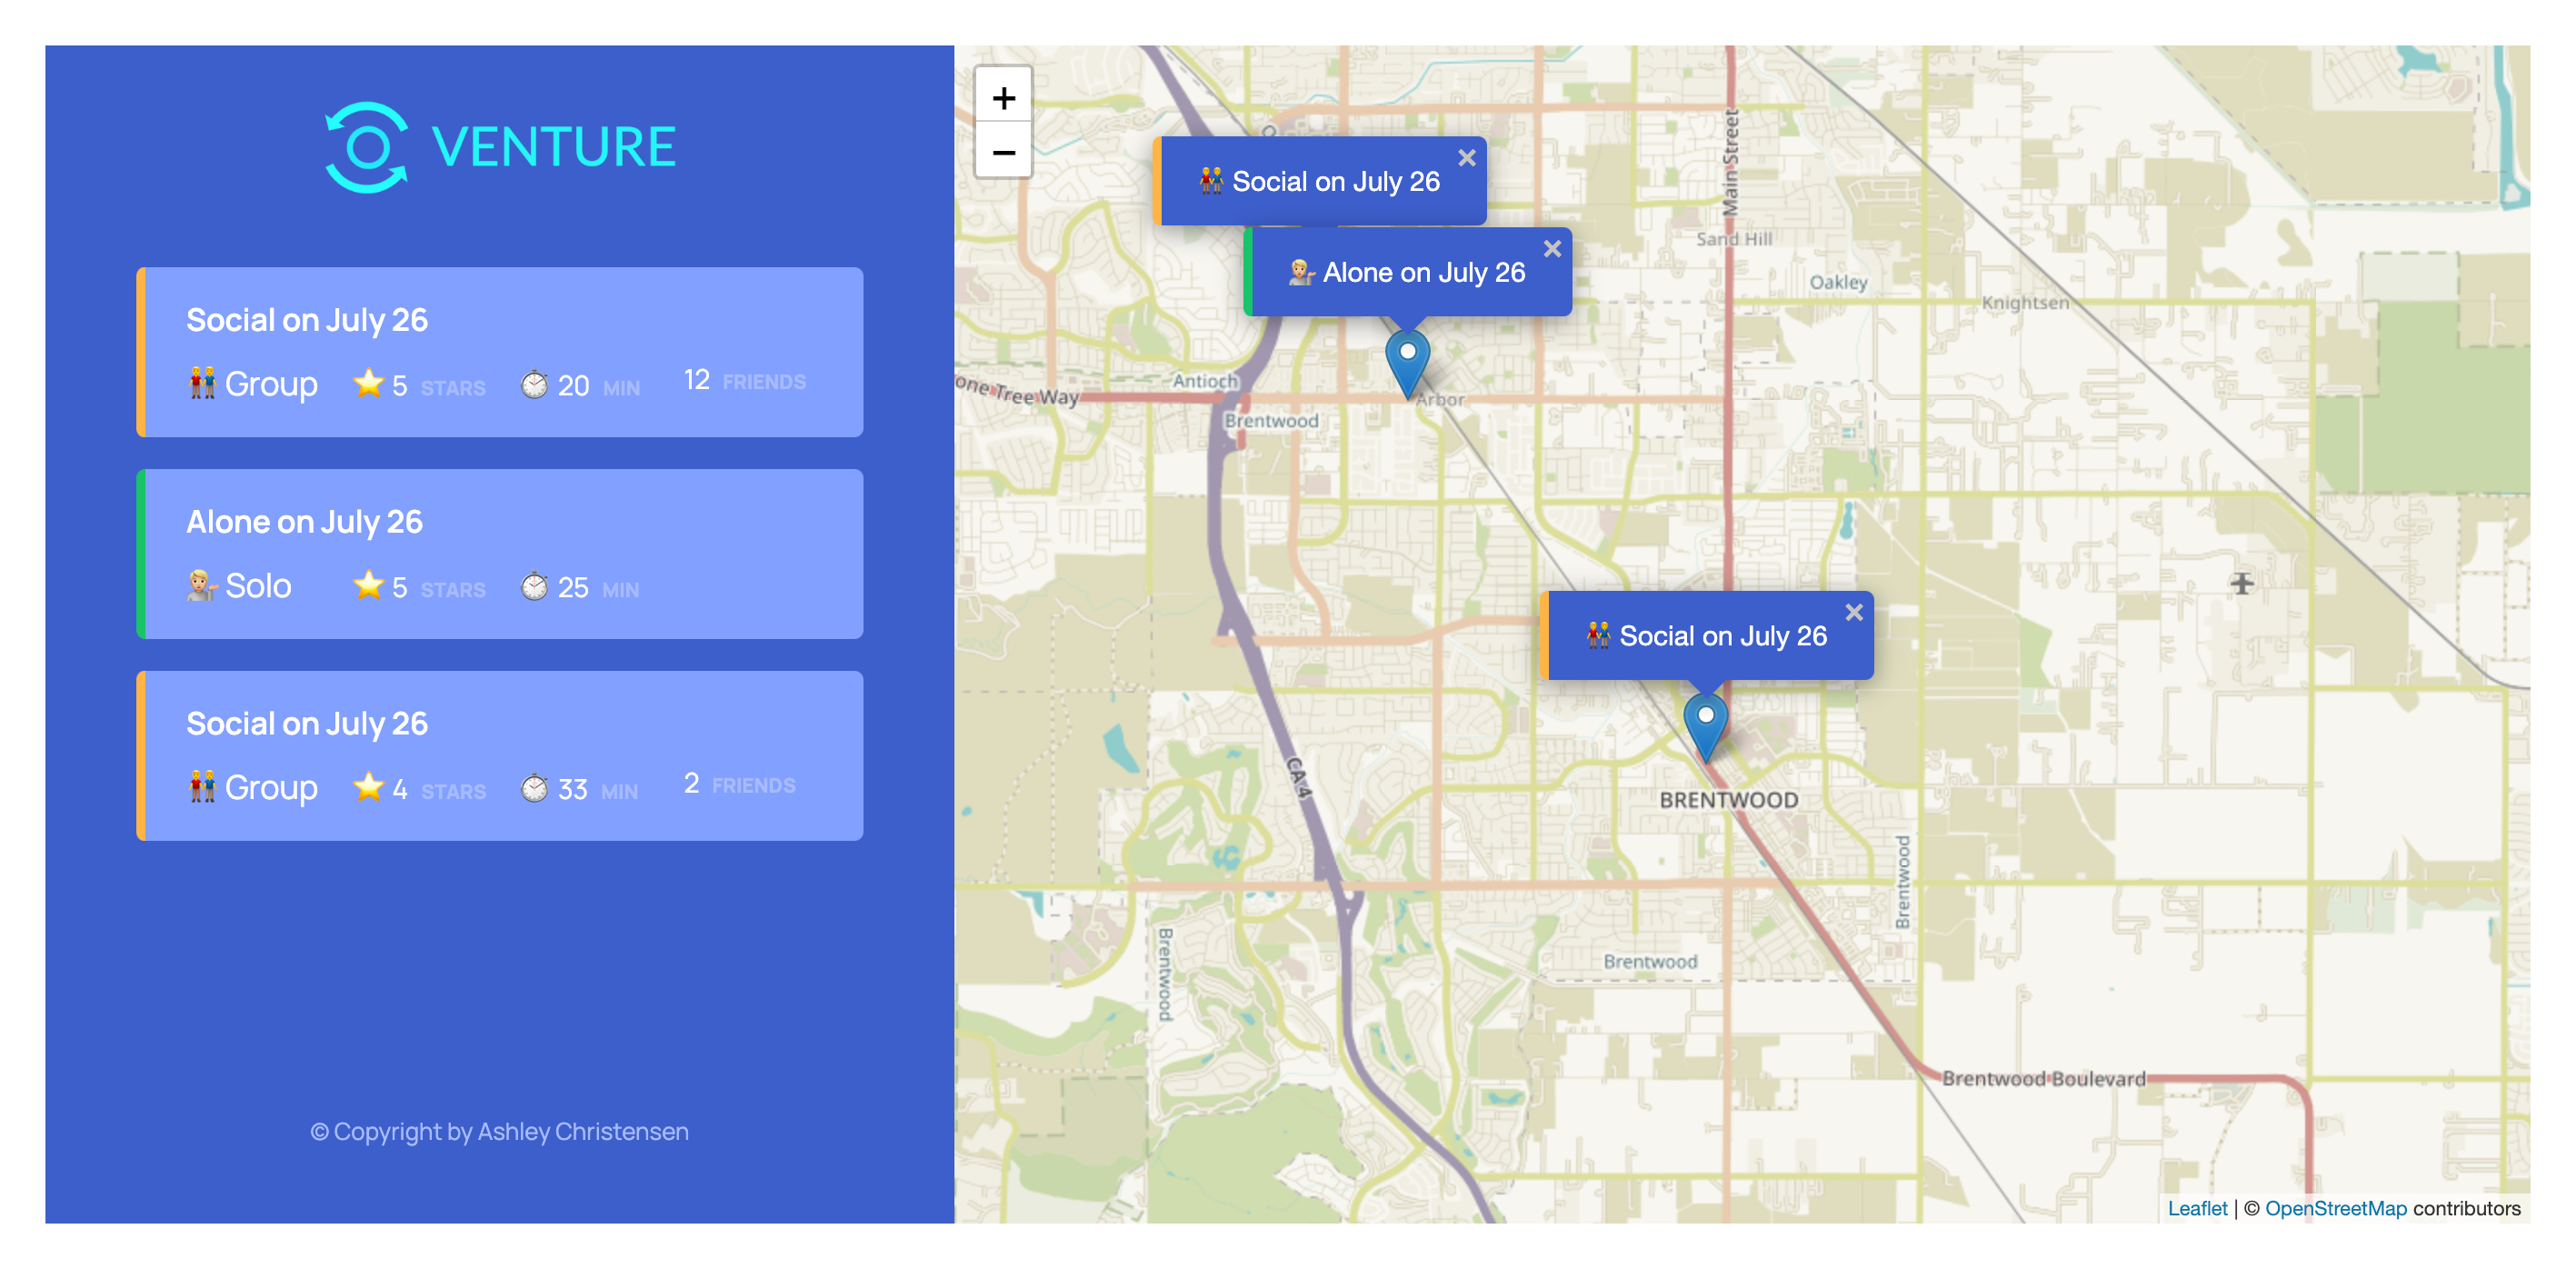 VENTURE
Social on July 26
Group 5 STARS 20 MIN 12 FRIENDS
Alone on July 26
Solo 5 STARS 25 MIN
Social on July 26
Group 4 STARS 33 MIN 2 FRIENDS
© Copyright by Ashley Christensen
+
−
Social on July 26 ×
Alone on July 26 ×
Main Street
Sand Hill
Oakley
Knightsen
Antioch
one Tree Way
Arbor
Brentwood
Social on July 26 ×
CA 4
BRENTWOOD
Brentwood
Brentwood
Brentwood
Brentwood Boulevard
Leaflet | © OpenStreetMap contributors